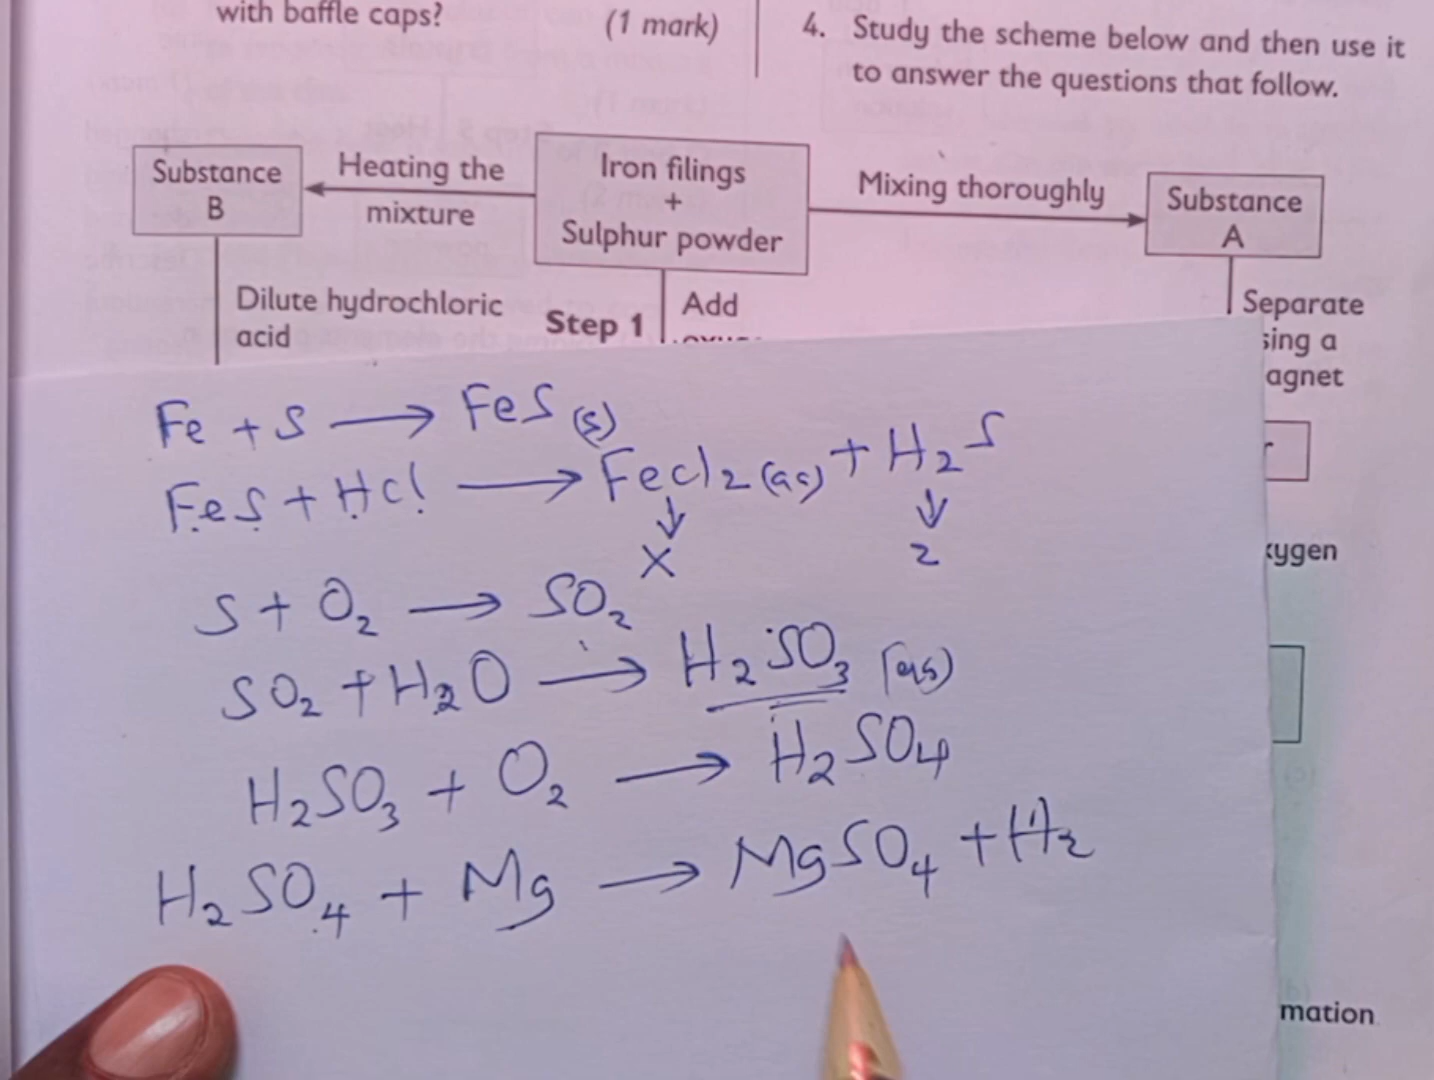 with baffle caps?
(1 mark)
4. Study the scheme below and then use it
to answer the questions that follow.
Substance
B
Heating the
mixture
Iron filings
+
Sulphur powder
Mixing thoroughly
Substance
A
Dilute hydrochloric
acid
Step 1
Add
Separate
sing a
agnet
Fe + S → FeS (s)
FeS + HCl → FeCl2 (aq) + H2S
↓ ↓
X Z
S + O2 → SO2
xygen
SO2 + H2O → H2SO3 (aq)
H2SO3 + O2 → H2SO4
H2SO4 + Mg → MgSO4 + H2
mation